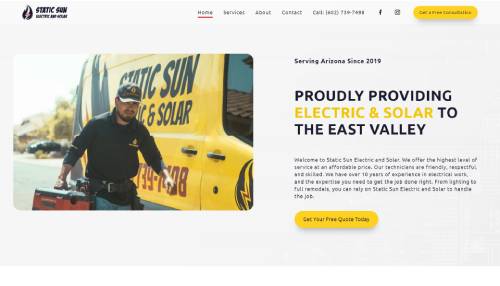 STATIC SUN
ELECTRIC AND SOLAR
Home Services About Contact Call: (602) 739-7498 Get a Free Consultation
Serving Arizona Since 2019
PROUDLY PROVIDING
ELECTRIC & SOLAR TO
THE EAST VALLEY
STATIC SUN
IC & SOLAR
Welcome to Static Sun Electric and Solar. We offer the highest level of
service at an affordable price. Our technicians are friendly, respectful,
and skilled. We have over 10 years of experience in electrical work,
and the expertise you need to get the job done right. From lighting to
full remodels, you can rely on Static Sun Electric and Solar to handle
the job.
Get Your Free Quote Today